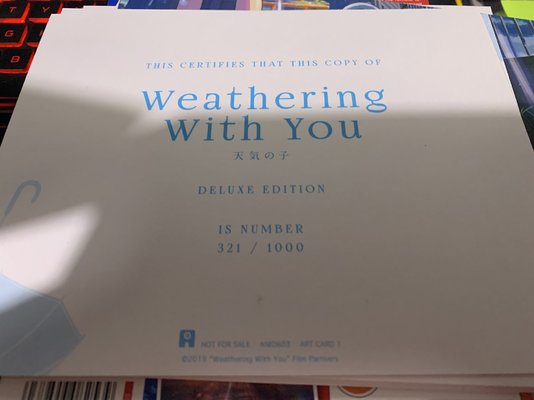 THIS CERTIFIES THAT THIS COPY OF
Weathering
With You
天気の子
DELUXE EDITION
IS NUMBER
321 / 1000
NOT FOR SALE ANI0603 ART CARD 1
©2019 "Weathering With You" Film Partners